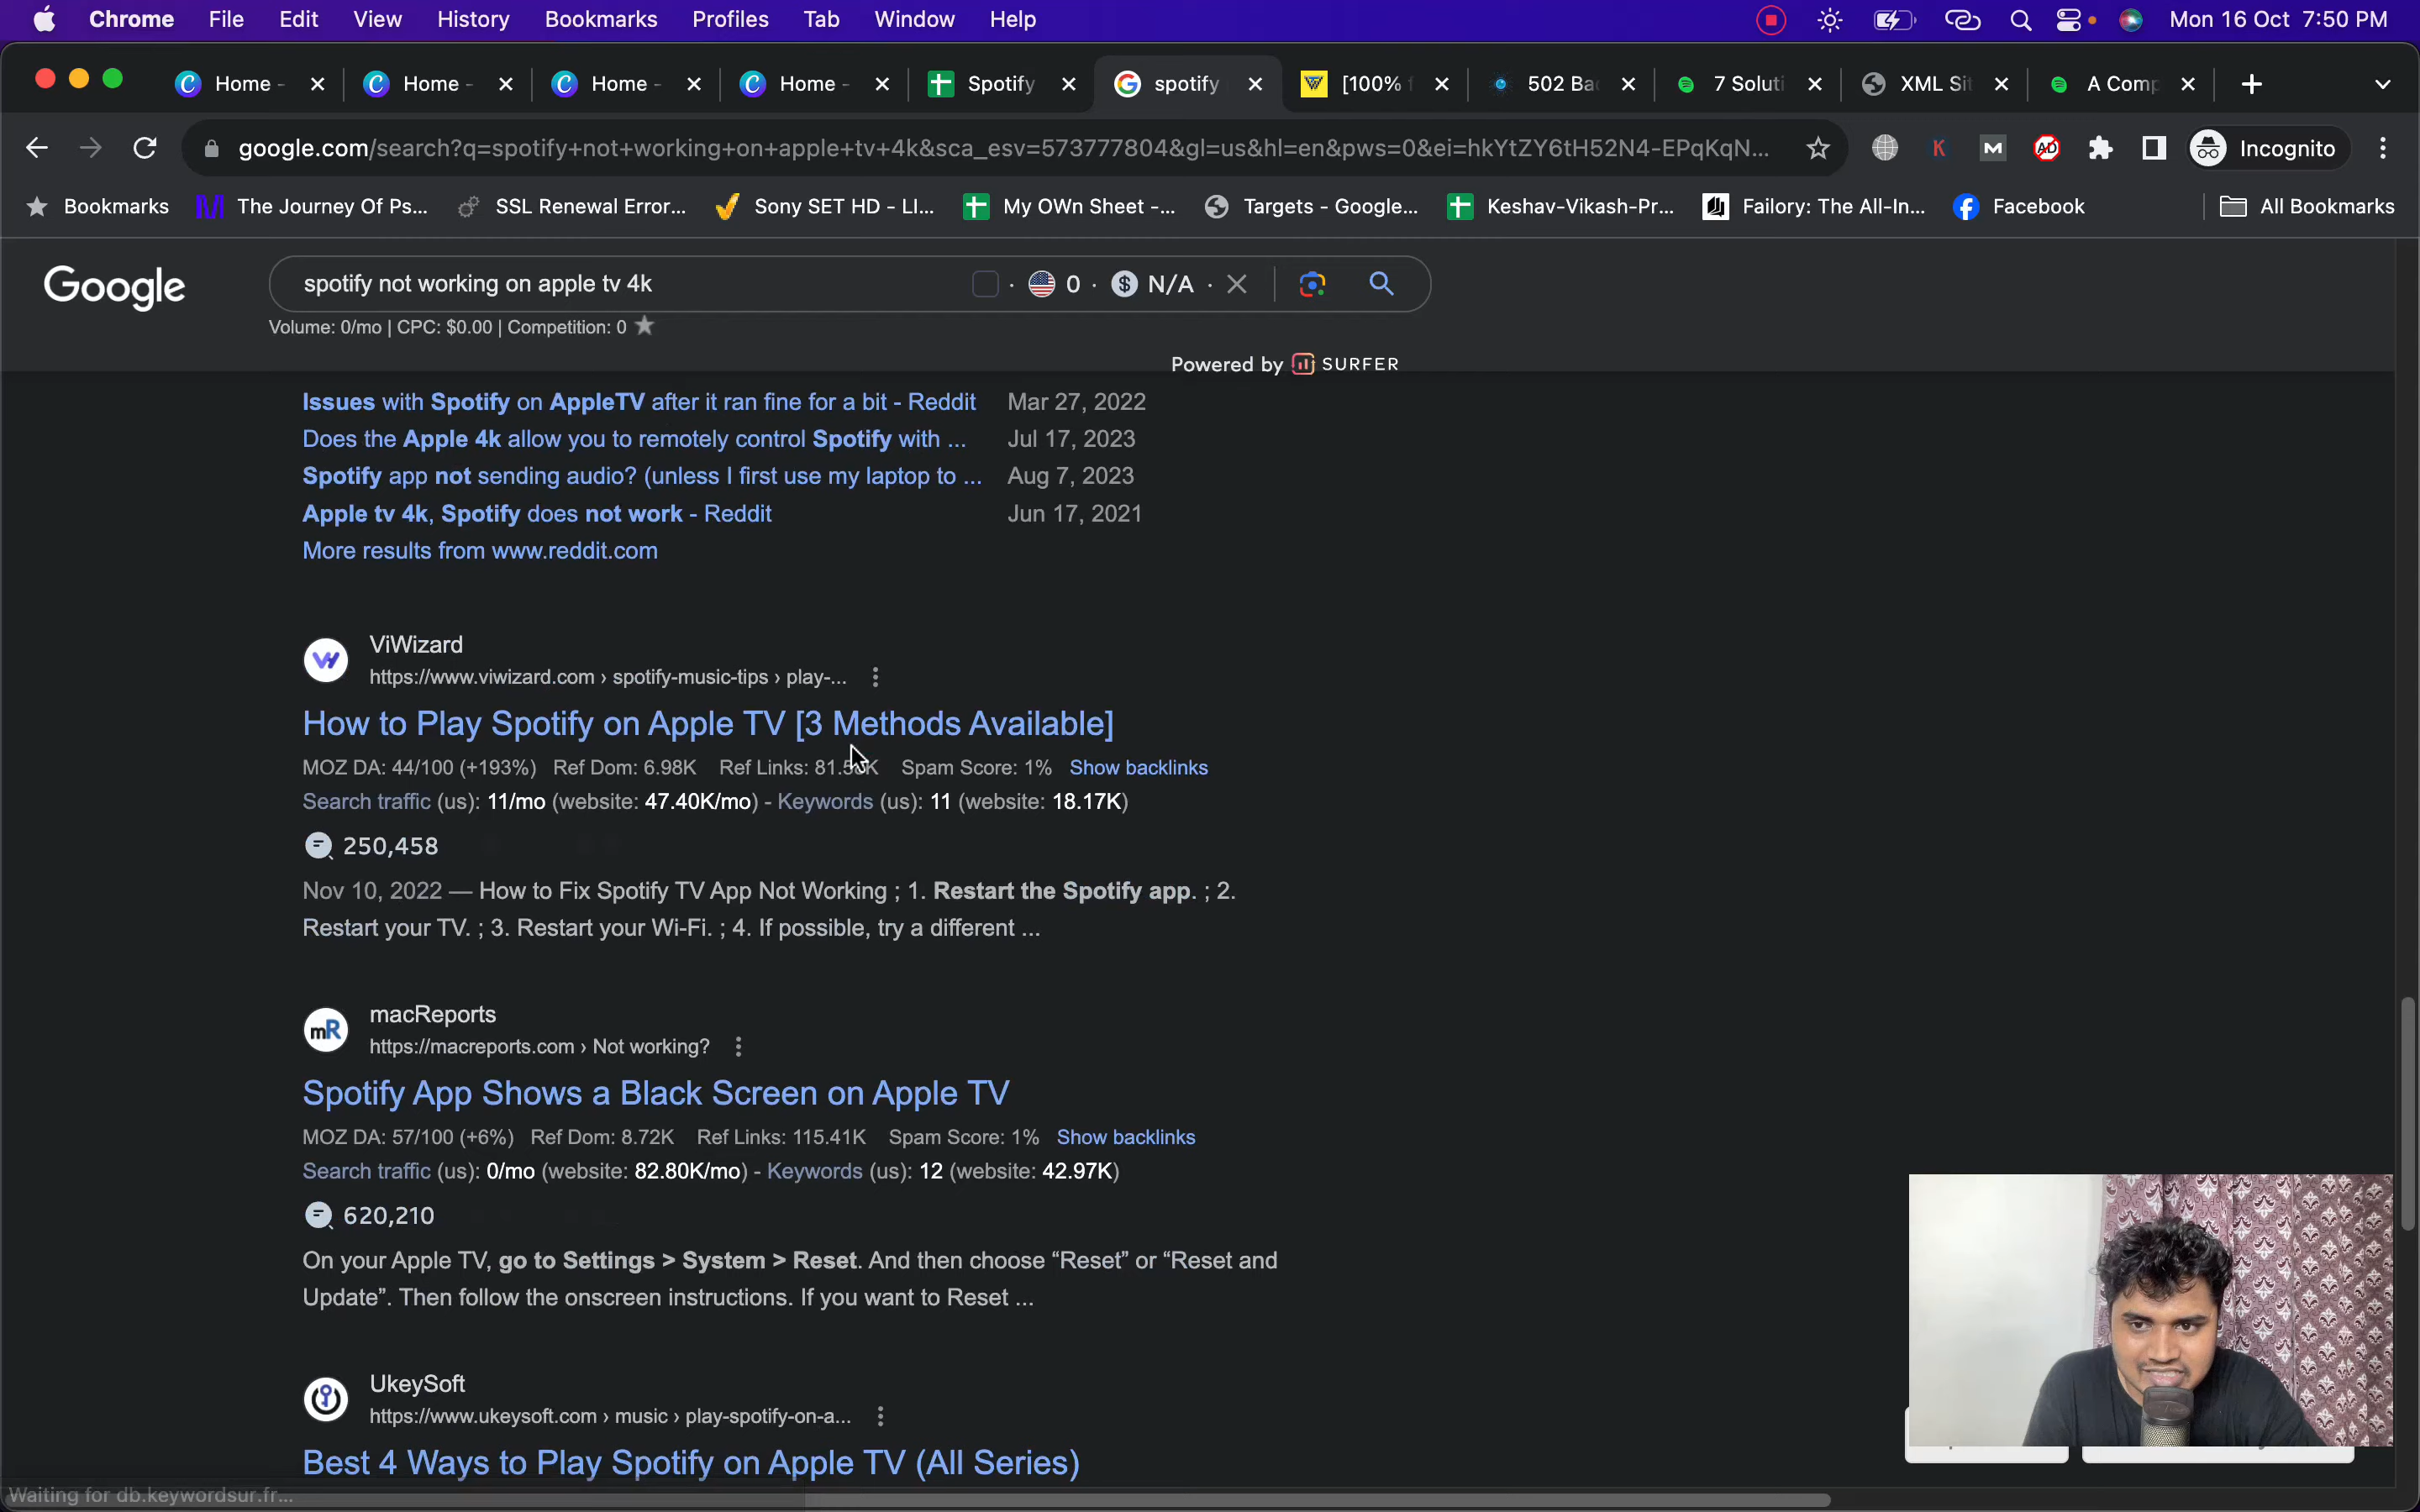 Chrome File Edit View History Bookmarks Profiles Tab Window Help Mon 16 Oct 7:50 PM
Home - Home - Home - Home - Spotify spotify [100% f 502 Ba 7 Soluti XML Sit A Comp
google.com/search?q=spotify+not+working+on+apple+tv+4k&sca_esv=573777804&gl=us&hl=en&pws=0&ei=hkYtZY6tH52N4-EPqKqN... Incognito
Bookmarks The Journey Of Ps... SSL Renewal Error... Sony SET HD - LI... My OWn Sheet -... Targets - Google... Keshav-Vikash-Pr... Failory: The All-In... Facebook All Bookmarks
Google spotify not working on apple tv 4k · 0 · $ N/A ·
Volume: 0/mo | CPC: $0.00 | Competition: 0
Powered by SURFER
Issues with Spotify on AppleTV after it ran fine for a bit - Reddit Mar 27, 2022
Does the Apple 4k allow you to remotely control Spotify with ... Jul 17, 2023
Spotify app not sending audio? (unless I first use my laptop to ... Aug 7, 2023
Apple tv 4k, Spotify does not work - Reddit Jun 17, 2021
More results from www.reddit.com
ViWizard
https://www.viwizard.com › spotify-music-tips › play-...
How to Play Spotify on Apple TV [3 Methods Available]
MOZ DA: 44/100 (+193%) Ref Dom: 6.98K Ref Links: Spam Score: 1% Show backlinks
Search traffic (us): 11/mo (website: 47.40K/mo) - Keywords (us): 11 (website: 18.17K)
250,458
Nov 10, 2022 — How to Fix Spotify TV App Not Working ; 1. Restart the Spotify app. ; 2.
Restart your TV. ; 3. Restart your Wi-Fi. ; 4. If possible, try a different ...
mR macReports
https://macreports.com › Not working?
Spotify App Shows a Black Screen on Apple TV
MOZ DA: 57/100 (+6%) Ref Dom: 8.72K Ref Links: 115.41K Spam Score: 1% Show backlinks
Search traffic (us): 0/mo (website: 82.80K/mo) - Keywords (us): 12 (website: 42.97K)
620,210
On your Apple TV, go to Settings > System > Reset. And then choose “Reset” or “Reset and
Update”. Then follow the onscreen instructions. If you want to Reset ...
UkeySoft
https://www.ukeysoft.com › music › play-spotify-on-a...
Best 4 Ways to Play Spotify on Apple TV (All Series)
Waiting for db.keywordsur.fr...